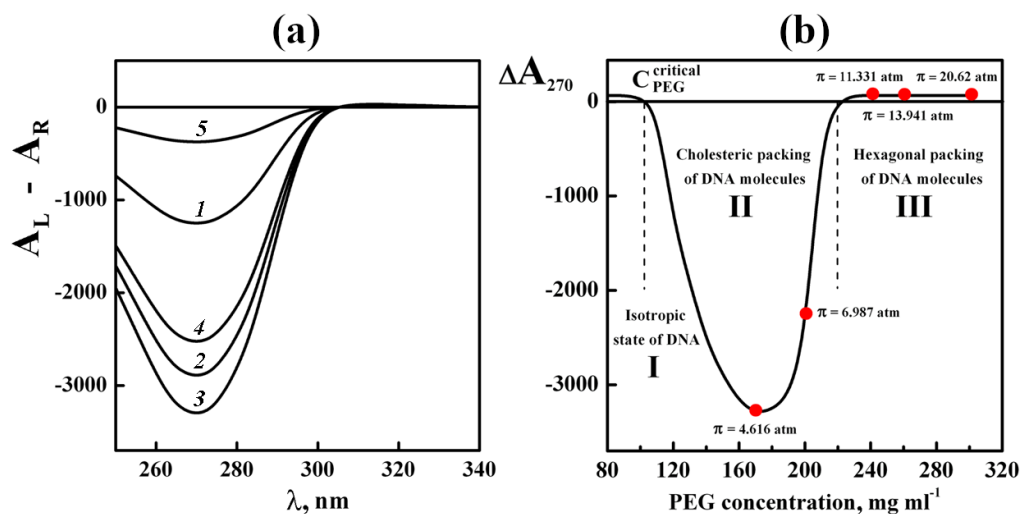 (a)
A_L - A_R
0
-1000
-2000
-3000
5
1
4
2
3
260 280 300 320 340
λ, nm
(b)
ΔA_270
C_PEG^critical
π = 11.331 atm π = 20.62 atm
π = 13.941 atm
0
-1000
-2000
-3000
Cholesteric packing
of DNA molecules
II
Hexagonal packing
of DNA molecules
III
Isotropic
state of DNA
I
π = 6.987 atm
π = 4.616 atm
80 120 160 200 240 280 320
PEG concentration, mg ml^-1